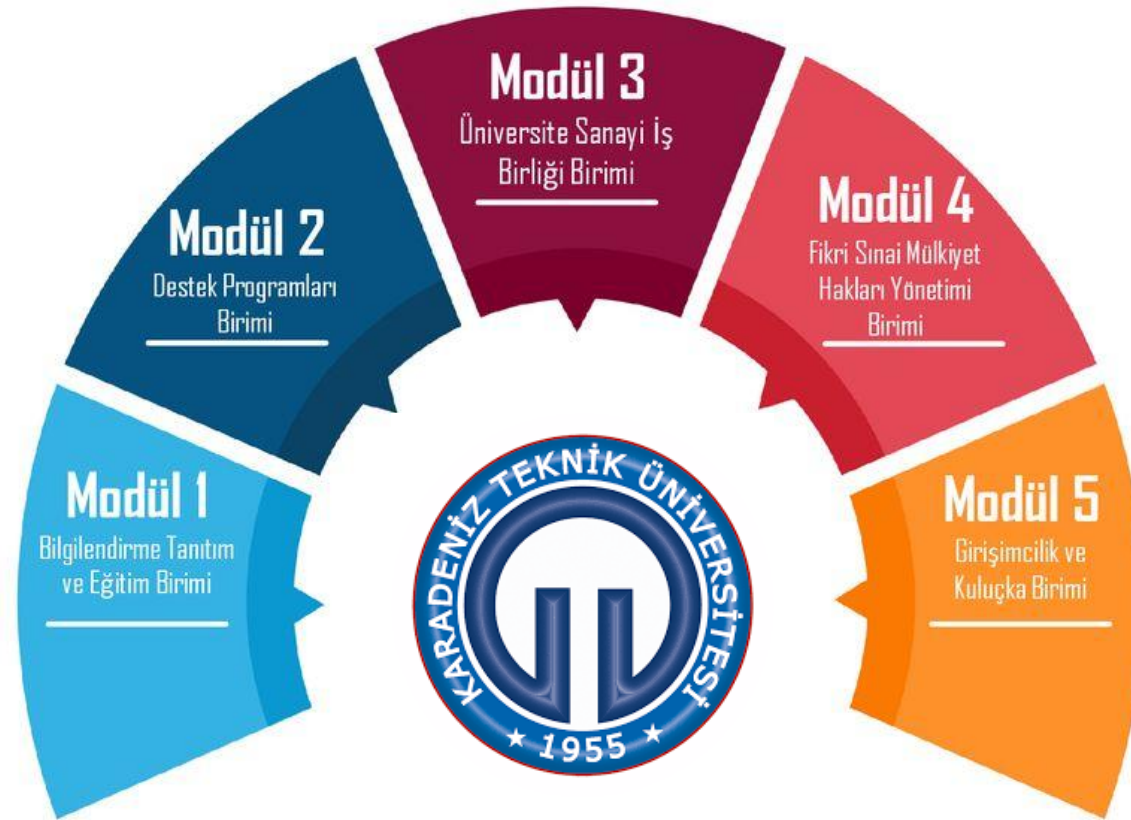 Modül 1
Bilgilendirme Tanıtım
ve Eğitim Birimi
Modül 2
Destek Programları
Birimi
Modül 3
Üniversite Sanayi İş
Birliği Birimi
Modül 4
Fikri Sınai Mülkiyet
Hakları Yönetimi
Birimi
Modül 5
Girişimcilik ve
Kuluçka Birimi
KARADENİZ TEKNİK ÜNİVERSİTESİ
★ 1955 ★